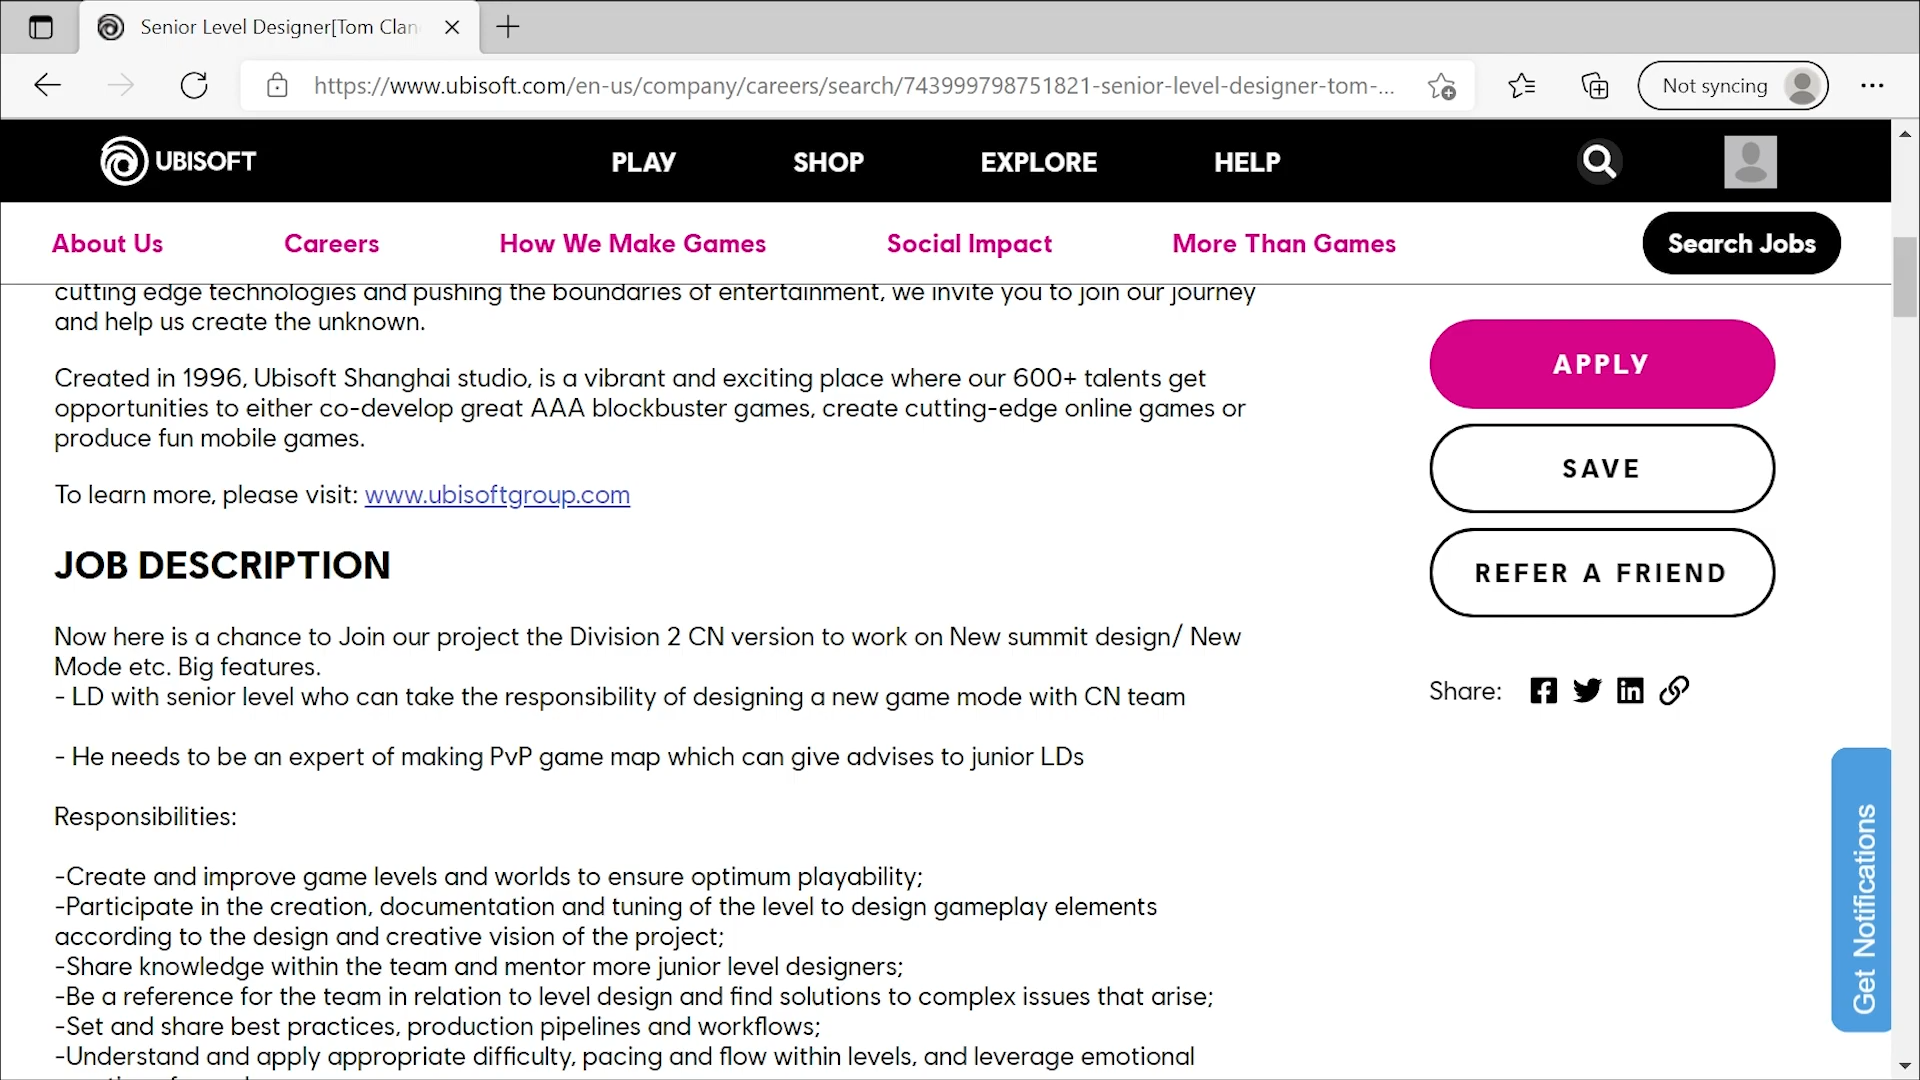 Senior Level Designer[Tom Clan
https://www.ubisoft.com/en-us/company/careers/search/743999798751821-senior-level-designer-tom-...
Not syncing
UBISOFT
PLAY
SHOP
EXPLORE
HELP
About Us
Careers
How We Make Games
Social Impact
More Than Games
Search Jobs
cutting edge technologies and pushing the boundaries of entertainment, we invite you to join our journey
and help us create the unknown.
Created in 1996, Ubisoft Shanghai studio, is a vibrant and exciting place where our 600+ talents get
opportunities to either co-develop great AAA blockbuster games, create cutting-edge online games or
produce fun mobile games.
To learn more, please visit: www.ubisoftgroup.com
JOB DESCRIPTION
Now here is a chance to Join our project the Division 2 CN version to work on New summit design/ New
Mode etc. Big features.
- LD with senior level who can take the responsibility of designing a new game mode with CN team
- He needs to be an expert of making PvP game map which can give advises to junior LDs
Responsibilities:
-Create and improve game levels and worlds to ensure optimum playability;
-Participate in the creation, documentation and tuning of the level to design gameplay elements
according to the design and creative vision of the project;
-Share knowledge within the team and mentor more junior level designers;
-Be a reference for the team in relation to level design and find solutions to complex issues that arise;
-Set and share best practices, production pipelines and workflows;
-Understand and apply appropriate difficulty, pacing and flow within levels, and leverage emotional
APPLY
SAVE
REFER A FRIEND
Share:
Get Notifications